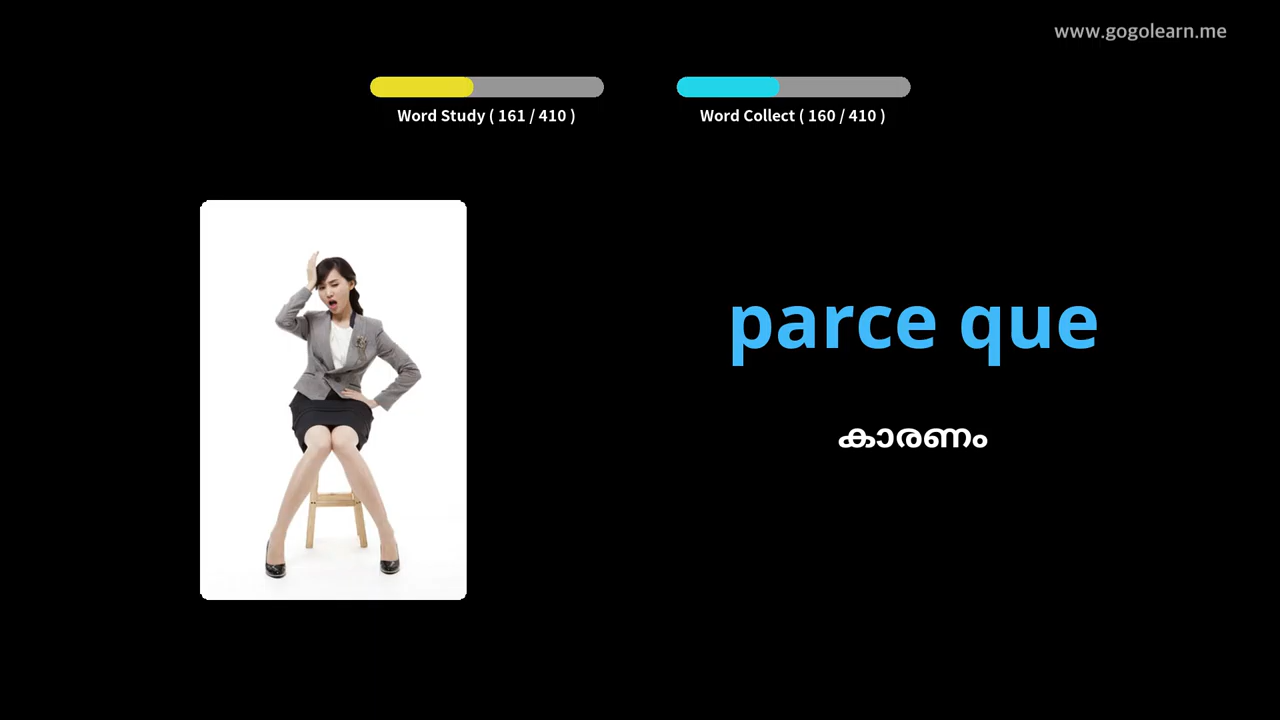 www.gogolearn.me
Word Study ( 161 / 410 )
Word Collect ( 160 / 410 )
parce que
കാരണം